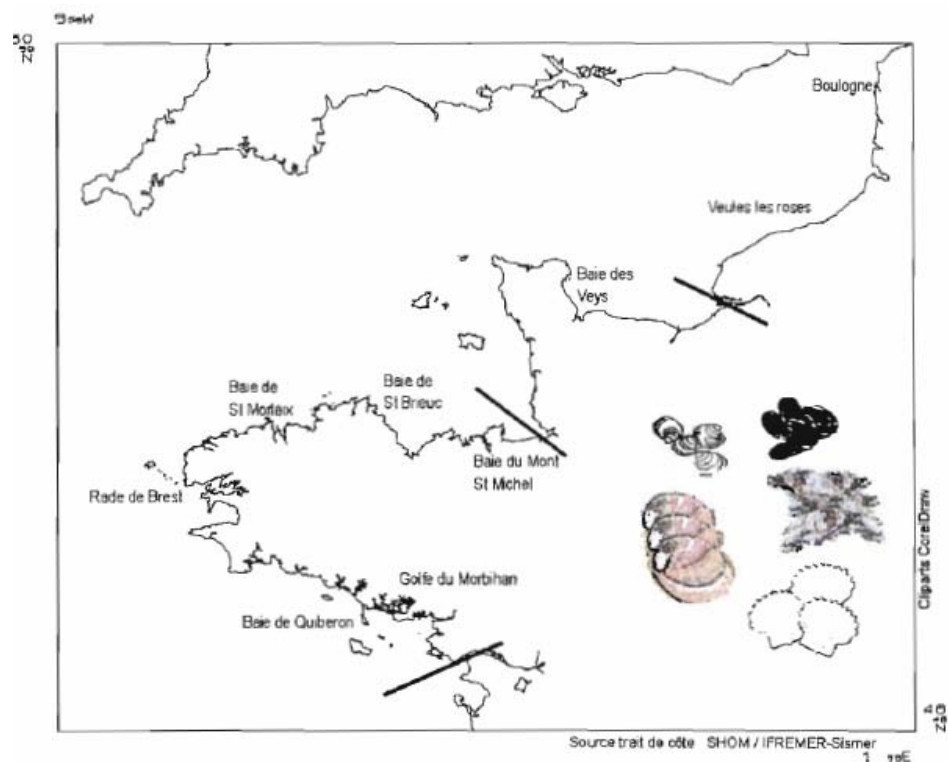 Boulogne
Veules les roses
Baie des
Veys
Baie de
St Morlaix
Baie de
St Brieuc
Baie du Mont
St Michel
Rade de Brest
Golfe du Morbihan
Baie de Quiberon
Cliparts CorelDraw
Source trait de côte SHOM / IFREMER-Sismer